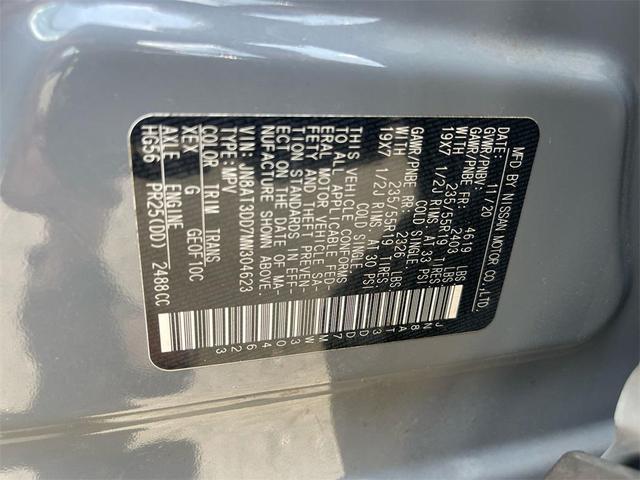 MFD BY NISSAN MOTOR CO.,LTD.
DATE: 11/20
GVWR/PNBV: 4619 LBS
GAWR/PNBE FR. 2403 LBS
WITH 235/55R19 TIRES
19X7 1/2J RIMS AT 33 PSI
COLD SINGLE
GAWR/PNBE RR. 2326 LBS
WITH 235/55R19 TIRES
19X7 1/2J RIMS AT 30 PSI
COLD SINGLE
THIS VEHICLE CONFORMS
TO ALL APPLICABLE FED-
ERAL MOTOR VEHICLE SA-
FETY AND THEFT PREVEN-
TION STANDARDS IN EFF-
ECT ON THE DATE OF MA-
NUFACTURE SHOWN ABOVE.
VIN: JN8AT3DD7MW304623
TYPE: MPV
COLOR TRIM TRANS
XEX G GE0F10C
AXLE ENGINE
HG56 PR25(DD) 2488CC
JN8AT3DD7MW304623